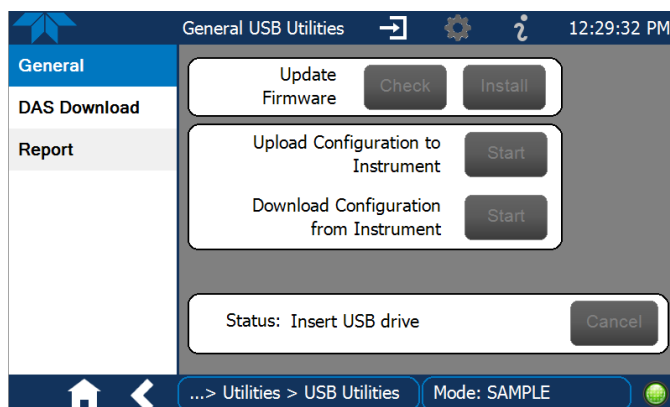 General USB Utilities
12:29:32 PM
General
DAS Download
Report
Update
Firmware
Check
Install
Upload Configuration to
Instrument
Start
Download Configuration
from Instrument
Start
Status: Insert USB drive
Cancel
...> Utilities > USB Utilities
Mode: SAMPLE